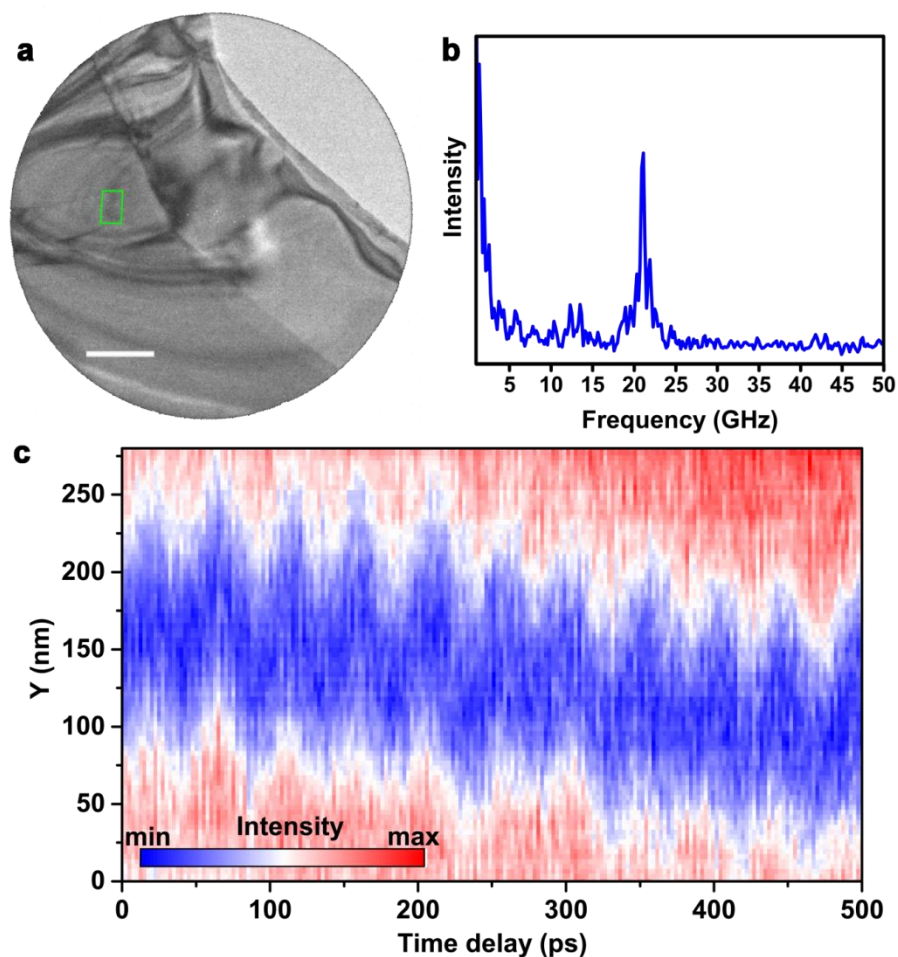 a
b
Intensity
5 10 15 20 25 30 35 40 45 50
Frequency (GHz)
c
Y (nm)
250
200
150
100
50
0
Intensity
min max
0 100 200 300 400 500
Time delay (ps)